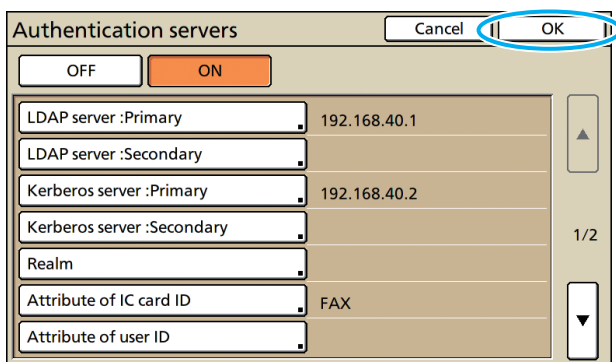 Authentication servers Cancel OK
OFF ON
LDAP server :Primary 192.168.40.1
LDAP server :Secondary
Kerberos server :Primary 192.168.40.2
Kerberos server :Secondary
1/2
Realm
Attribute of IC card ID FAX
Attribute of user ID